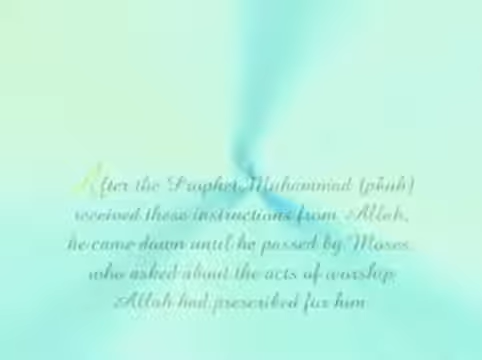 After the Prophet Muhammad (pbuh)
received these instructions from Allah,
he came down until he passed by Moses,
who asked about the acts of worship
Allah had prescribed for him